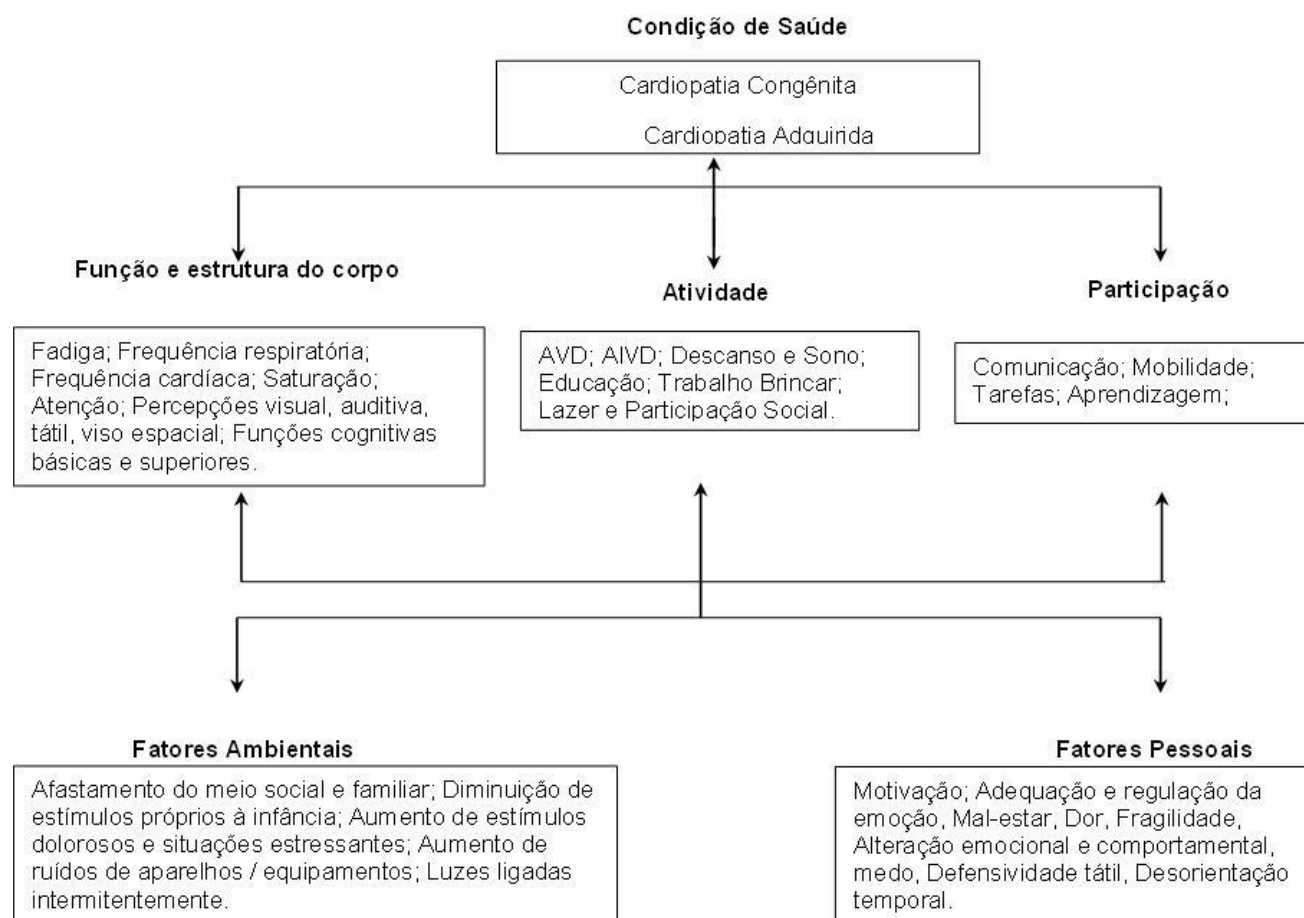 Condição de Saúde
Cardiopatia Congênita
Cardiopatia Adquirida
Função e estrutura do corpo
Fadiga; Frequência respiratória;
Frequência cardíaca; Saturação;
Atenção; Percepções visual, auditiva,
tátil, viso espacial; Funções cognitivas
básicas e superiores.
Atividade
AVD; AIVD; Descanso e Sono;
Educação; Trabalho Brincar;
Lazer e Participação Social.
Participação
Comunicação; Mobilidade;
Tarefas; Aprendizagem;
Fatores Ambientais
Afastamento do meio social e familiar; Diminuição de
estímulos próprios à infância; Aumento de estímulos
dolorosos e situações estressantes; Aumento de
ruídos de aparelhos / equipamentos; Luzes ligadas
intermitentemente.
Fatores Pessoais
Motivação; Adequação e regulação da
emoção, Mal-estar, Dor, Fragilidade,
Alteração emocional e comportamental,
medo, Defensividade tátil, Desorientação
temporal.